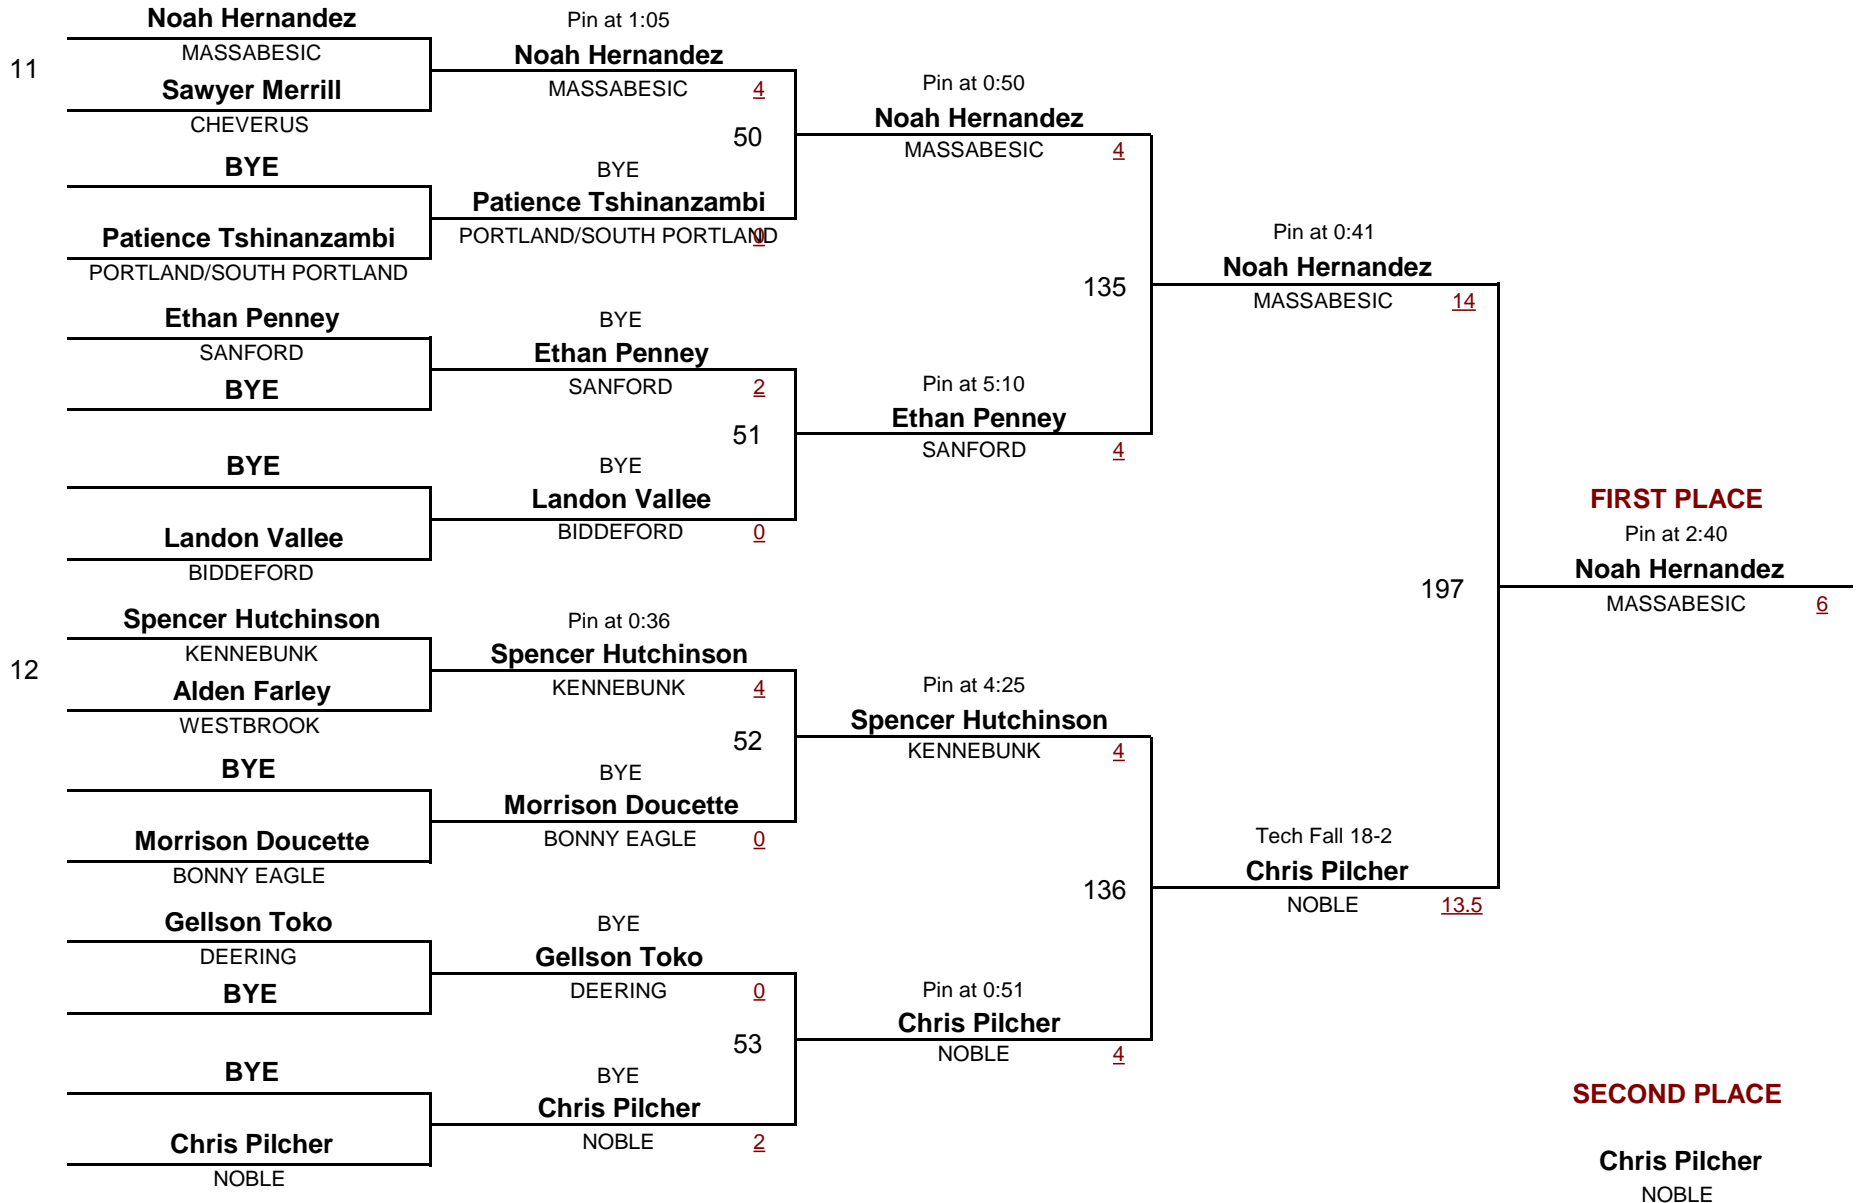 Noah Hernandez
MASSABESIC
11
Sawyer Merrill
CHEVERUS
BYE
Patience Tshinanzambi
PORTLAND/SOUTH PORTLAND
Ethan Penney
SANFORD
BYE
BYE
Landon Vallee
BIDDEFORD
Spencer Hutchinson
KENNEBUNK
12
Alden Farley
WESTBROOK
BYE
Morrison Doucette
BONNY EAGLE
Gellson Toko
DEERING
BYE
BYE
Chris Pilcher
NOBLE
Pin at 1:05
Noah Hernandez
MASSABESIC 4
50
BYE
Patience Tshinanzambi
PORTLAND/SOUTH PORTLAND 0
BYE
Ethan Penney
SANFORD 2
51
BYE
Landon Vallee
BIDDEFORD 0
Pin at 0:36
Spencer Hutchinson
KENNEBUNK 4
52
BYE
Morrison Doucette
BONNY EAGLE 0
BYE
Gellson Toko
DEERING 0
53
BYE
Chris Pilcher
NOBLE 2
Pin at 0:50
Noah Hernandez
MASSABESIC 4
135
Pin at 5:10
Ethan Penney
SANFORD 4
Pin at 4:25
Spencer Hutchinson
KENNEBUNK 4
136
Pin at 0:51
Chris Pilcher
NOBLE 4
Pin at 0:41
Noah Hernandez
MASSABESIC 14
197
Tech Fall 18-2
Chris Pilcher
NOBLE 13.5
FIRST PLACE
Pin at 2:40
Noah Hernandez
MASSABESIC 6
SECOND PLACE
Chris Pilcher
NOBLE